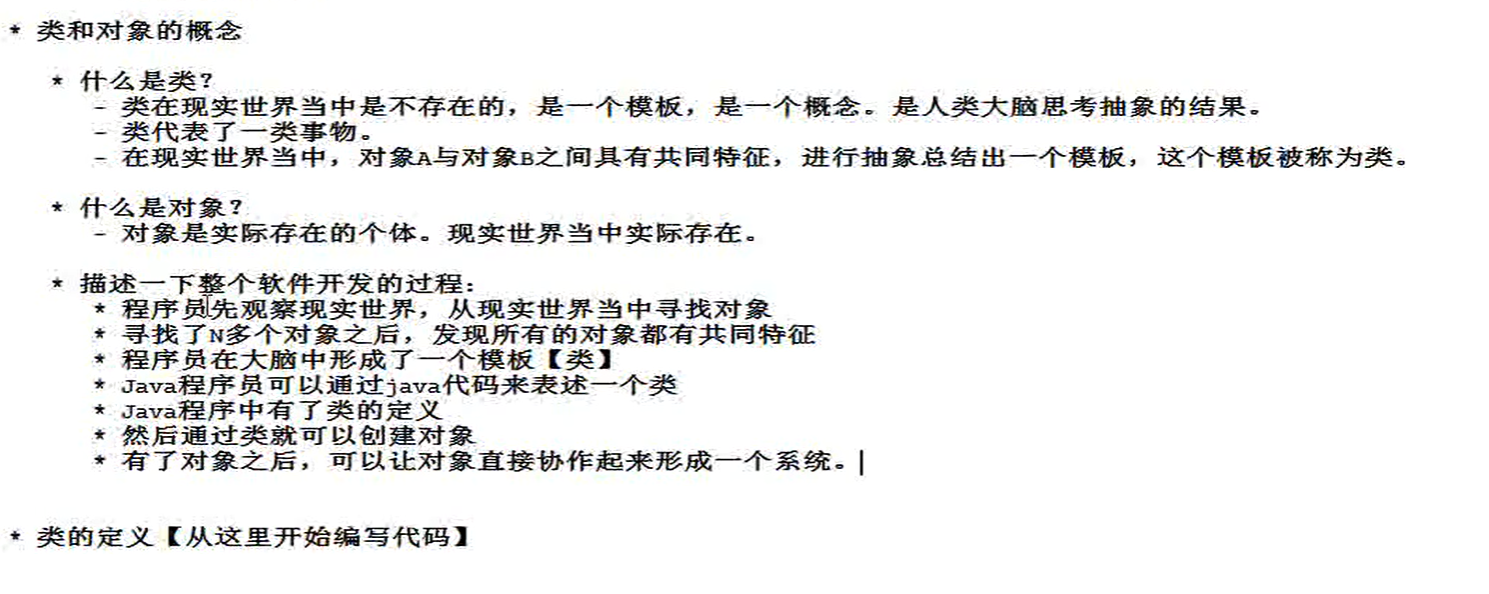 * 类和对象的概念
* 什么是类?
- 类在现实世界当中是不存在的，是一个模板，是一个概念。是人类大脑思考抽象的结果。
- 类代表了一类事物。
- 在现实世界当中，对象A与对象B之间具有共同特征，进行抽象总结出一个模板，这个模板被称为类。
* 什么是对象?
- 对象是实际存在的个体。现实世界当中实际存在。
* 描述一下整个软件开发的过程:
* 程序员先观察现实世界，从现实世界当中寻找对象
* 寻找了N多个对象之后，发现所有的对象都有共同特征
* 程序员在大脑中形成了一个模板【类】
* Java程序员可以通过java代码来表述一个类
* Java程序中有了类的定义
* 然后通过类就可以创建对象
* 有了对象之后，可以让对象直接协作起来形成一个系统。
* 类的定义【从这里开始编写代码】